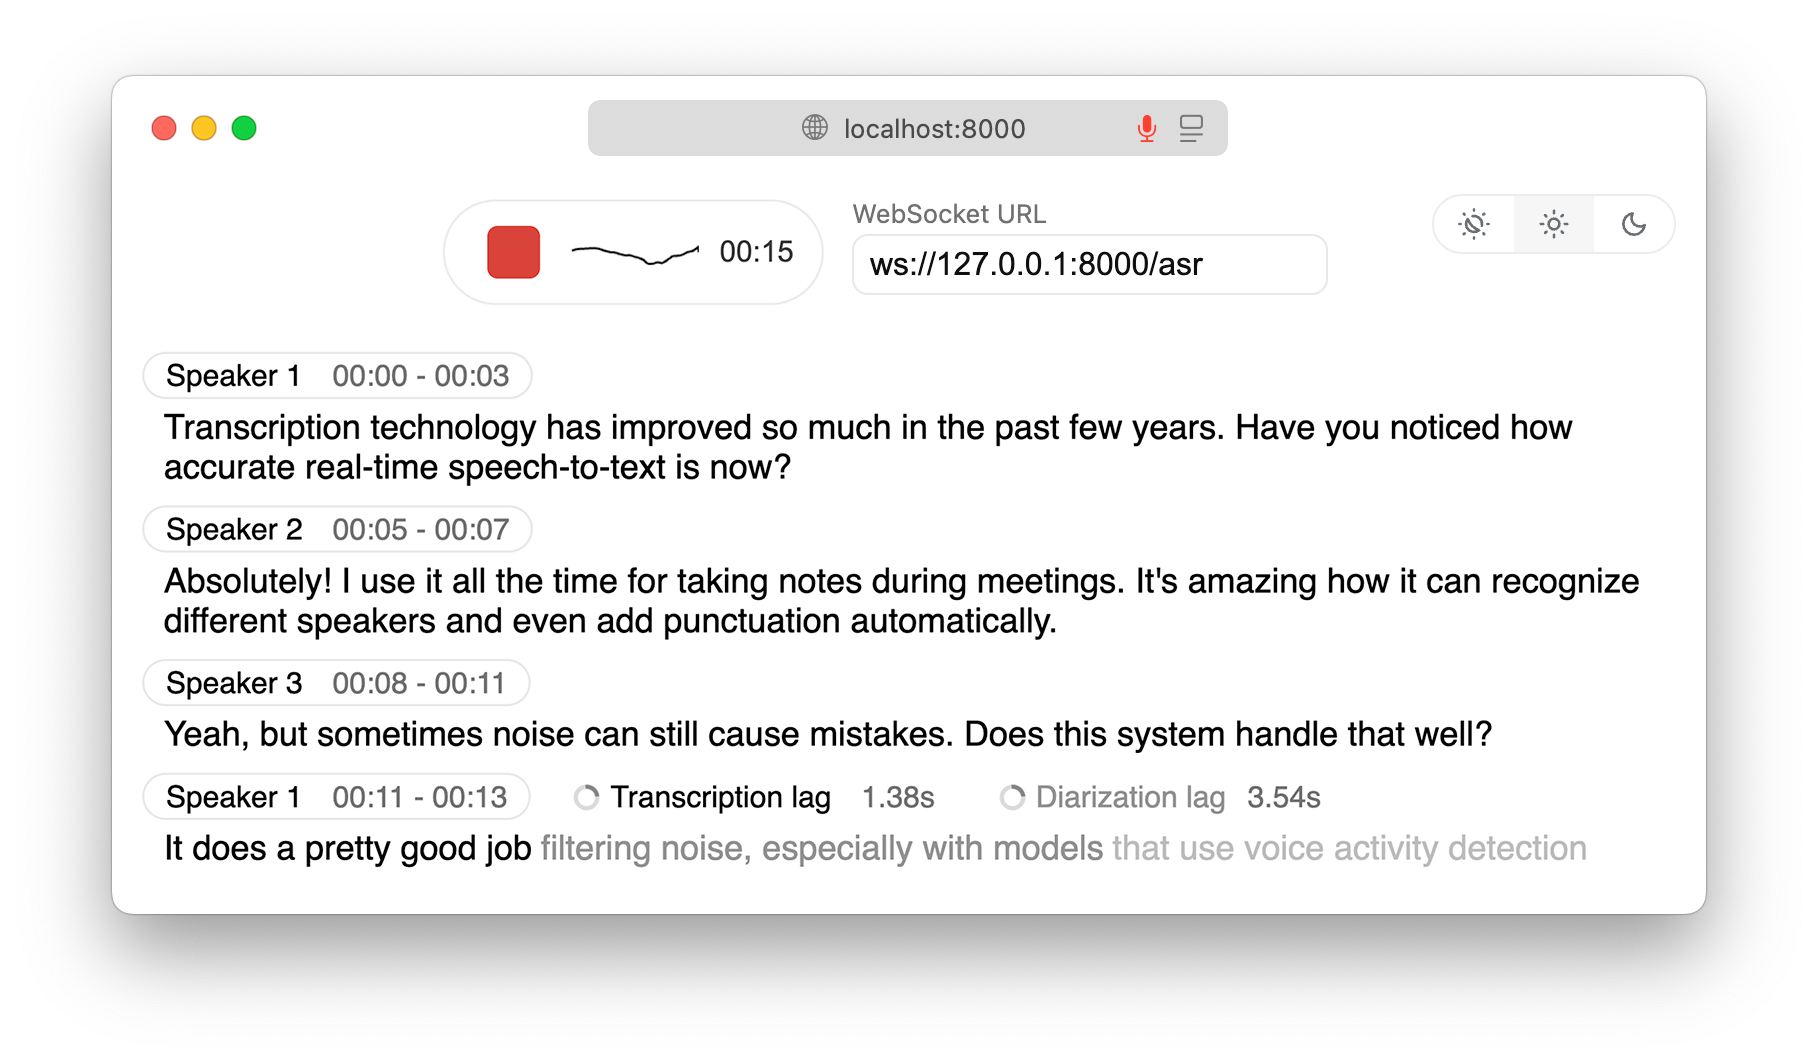 localhost:8000
00:15
WebSocket URL
ws://127.0.0.1:8000/asr
Speaker 1 00:00 - 00:03
Transcription technology has improved so much in the past few years. Have you noticed how
accurate real-time speech-to-text is now?
Speaker 2 00:05 - 00:07
Absolutely! I use it all the time for taking notes during meetings. It's amazing how it can recognize
different speakers and even add punctuation automatically.
Speaker 3 00:08 - 00:11
Yeah, but sometimes noise can still cause mistakes. Does this system handle that well?
Speaker 1 00:11 - 00:13 Transcription lag 1.38s Diarization lag 3.54s
It does a pretty good job filtering noise, especially with models that use voice activity detection